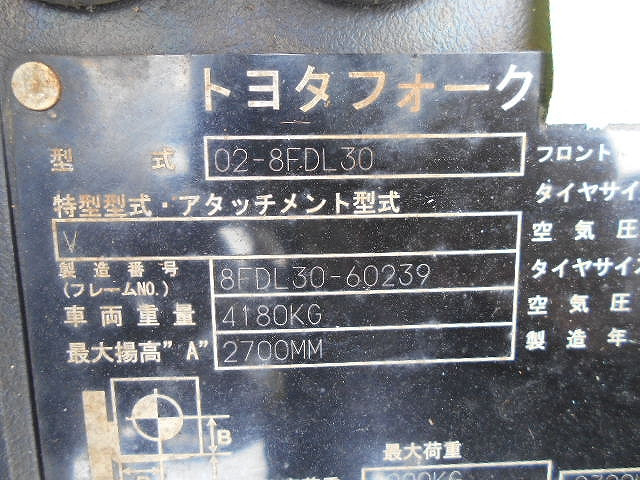 トヨタフォーク
型 式 02-8FDL30 フロント
特型型式・アタッチメント型式 タイヤサイ
V 空気圧
製造番号 8FDL30-60239 タイヤサイズ
(フレームNO.) 空気圧
車両重量 4180KG
最大揚高"A" 2700MM 製造年
B
最大荷重